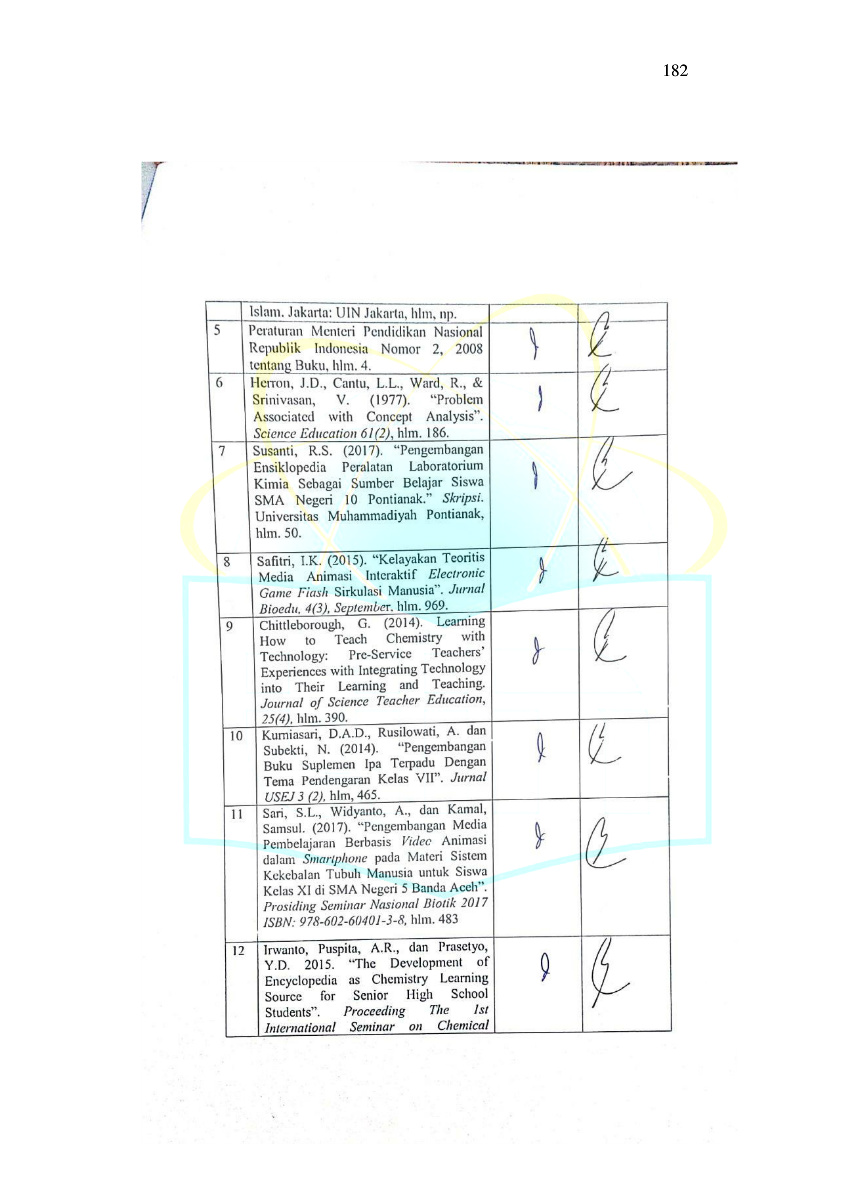 182
Islam. Jakarta: UIN Jakarta, hlm, np.
5 Peraturan Menteri Pendidikan Nasional
Republik Indonesia Nomor 2, 2008
tentang Buku, hlm. 4.
6 Herron, J.D., Cantu, L.L., Ward, R., &
Srinivasan, V. (1977). “Problem
Associated with Concept Analysis”.
Science Education 61(2), hlm. 186.
7 Susanti, R.S. (2017). “Pengembangan
Ensiklopedia Peralatan Laboratorium
Kimia Sebagai Sumber Belajar Siswa
SMA Negeri 10 Pontianak.” Skripsi.
Universitas Muhammadiyah Pontianak,
hlm. 50.
8 Safitri, I.K. (2015). “Kelayakan Teoritis
Media Animasi Interaktif Electronic
Game Flash Sirkulasi Manusia”. Jurnal
Bioedu, 4(3), September. hlm. 969.
9 Chittleborough, G. (2014). Learning
How to Teach Chemistry with
Technology: Pre-Service Teachers’
Experiences with Integrating Technology
into Their Learning and Teaching.
Journal of Science Teacher Education,
25(4), hlm. 390.
10 Kurniasari, D.A.D., Rusilowati, A. dan
Subekti, N. (2014). “Pengembangan
Buku Suplemen Ipa Terpadu Dengan
Tema Pendengaran Kelas VII”. Jurnal
USEJ 3 (2), hlm, 465.
11 Sari, S.L., Widyanto, A., dan Kamal,
Samsul. (2017). “Pengembangan Media
Pembelajaran Berbasis Video Animasi
dalam Smartphone pada Materi Sistem
Kekebalan Tubuh Manusia untuk Siswa
Kelas XI di SMA Negeri 5 Banda Aceh”.
Prosiding Seminar Nasional Biotik 2017
ISBN: 978-602-60401-3-8, hlm. 483
12 Irwanto, Puspita, A.R., dan Prasetyo,
Y.D. 2015. “The Development of
Encyclopedia as Chemistry Learning
Source for Senior High School
Students”. Proceeding The 1st
International Seminar on Chemical